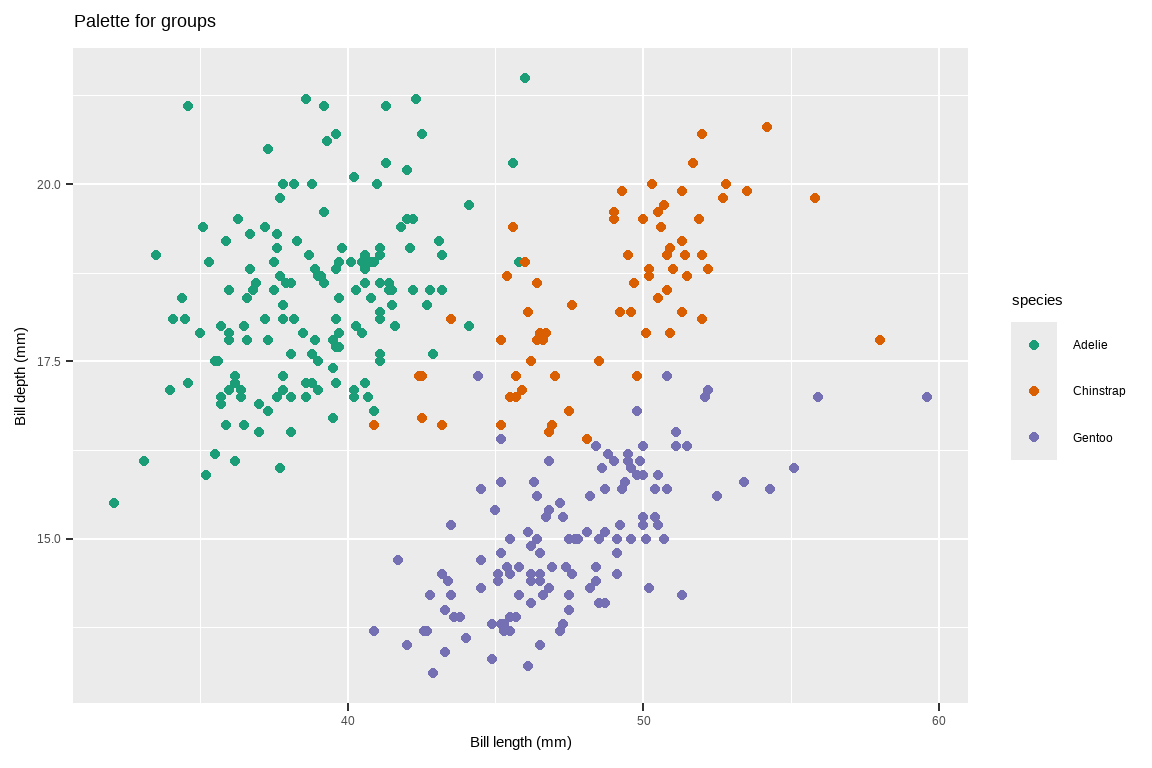 Palette for groups
Bill depth (mm)
20.0
17.5
15.0
40
50
60
Bill length (mm)
species
Adelie
Chinstrap
Gentoo